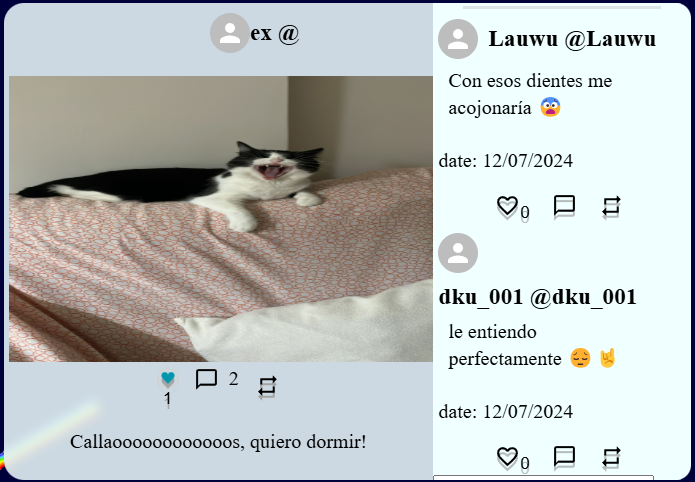 ex @
1
2
Callaoooooooooooos, quiero dormir!
Lauwu @Lauwu
Con esos dientes me
acojonaría 😨
date: 12/07/2024
0
dku_001 @dku_001
le entiendo
perfectamente 😔 🤘
date: 12/07/2024
0